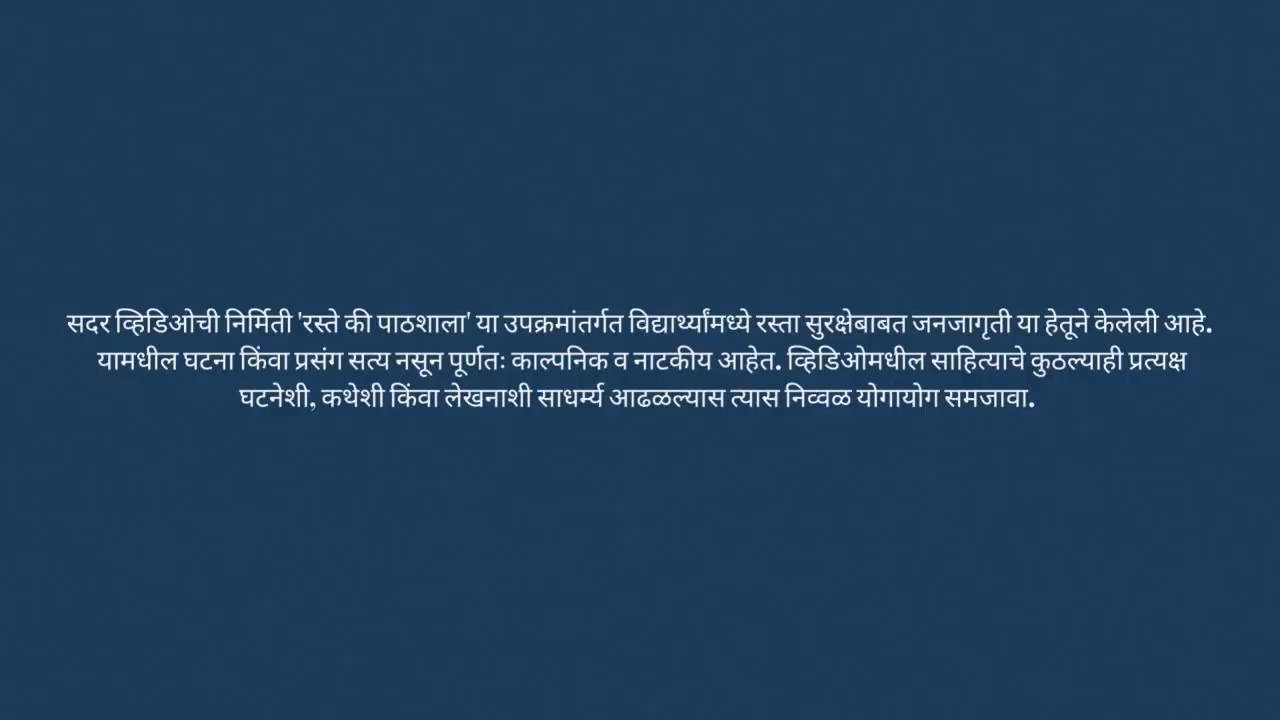 सदर व्हिडिओची निर्मिती 'रस्ते की पाठशाला' या उपक्रमांतर्गत विद्यार्थ्यांमध्ये रस्ता सुरक्षेबाबत जनजागृती या हेतूने केलेली आहे.
यामधील घटना किंवा प्रसंग सत्य नसून पूर्णतः काल्पनिक व नाटकीय आहेत. व्हिडिओमधील साहित्याचे कुठल्याही प्रत्यक्ष
घटनेशी, कथेशी किंवा लेखनाशी साधर्म्य आढळल्यास त्यास निव्वळ योगायोग समजावा.